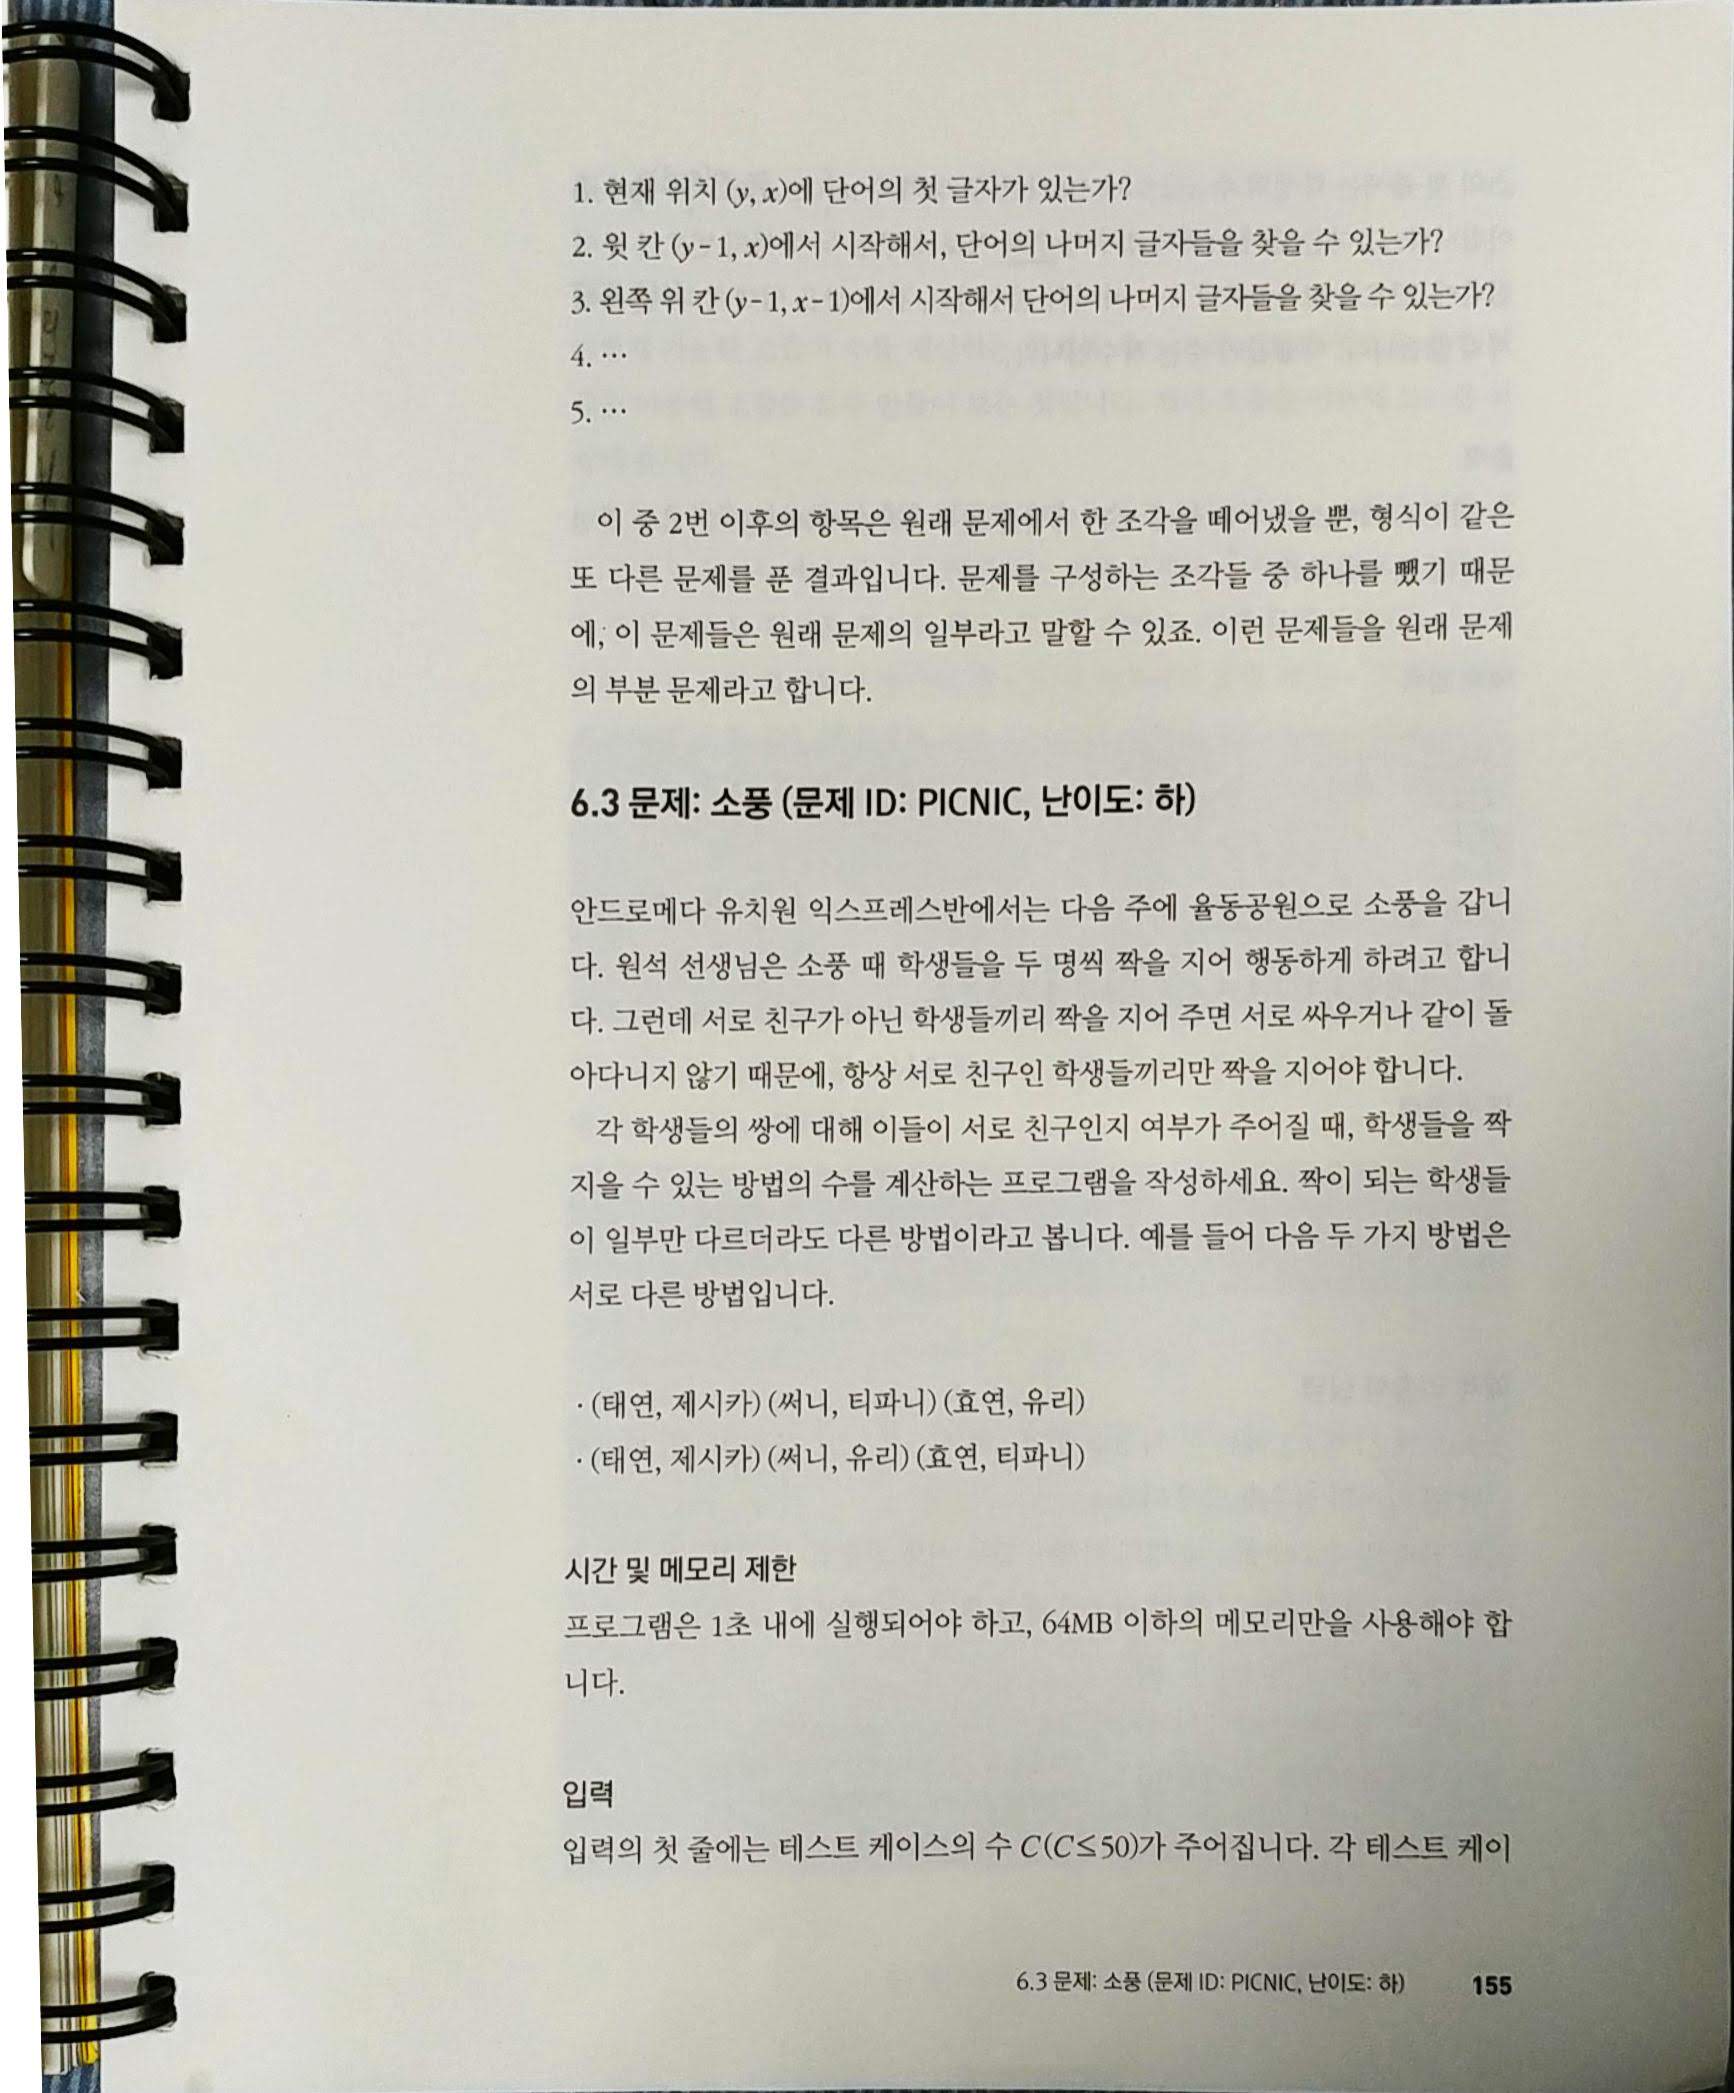 1. 현재 위치 (y, x)에 단어의 첫 글자가 있는가?
2. 윗 칸 (y-1, x)에서 시작해서, 단어의 나머지 글자들을 찾을 수 있는가?
3. 왼쪽 위 칸 (y-1, x-1)에서 시작해서 단어의 나머지 글자들을 찾을 수 있는가?
4. …
5. …
이 중 2번 이후의 항목은 원래 문제에서 한 조각을 떼어냈을 뿐, 형식이 같은
또 다른 문제를 푼 결과입니다. 문제를 구성하는 조각들 중 하나를 뺐기 때문
에, 이 문제들은 원래 문제의 일부라고 말할 수 있죠. 이런 문제들을 원래 문제
의 부분 문제라고 합니다.
6.3 문제: 소풍 (문제 ID: PICNIC, 난이도: 하)
안드로메다 유치원 익스프레스반에서는 다음 주에 율동공원으로 소풍을 갑니
다. 원석 선생님은 소풍 때 학생들을 두 명씩 짝을 지어 행동하게 하려고 합니
다. 그런데 서로 친구가 아닌 학생들끼리 짝을 지어 주면 서로 싸우거나 같이 돌
아다니지 않기 때문에, 항상 서로 친구인 학생들끼리만 짝을 지어야 합니다.
각 학생들의 쌍에 대해 이들이 서로 친구인지 여부가 주어질 때, 학생들을 짝
지을 수 있는 방법의 수를 계산하는 프로그램을 작성하세요. 짝이 되는 학생들
이 일부만 다르더라도 다른 방법이라고 봅니다. 예를 들어 다음 두 가지 방법은
서로 다른 방법입니다.
· (태연, 제시카) (써니, 티파니) (효연, 유리)
· (태연, 제시카) (써니, 유리) (효연, 티파니)
시간 및 메모리 제한
프로그램은 1초 내에 실행되어야 하고, 64MB 이하의 메모리만을 사용해야 합
니다.
입력
입력의 첫 줄에는 테스트 케이스의 수 C(C≤50)가 주어집니다. 각 테스트 케이
6.3 문제: 소풍 (문제 ID: PICNIC, 난이도: 하) 155